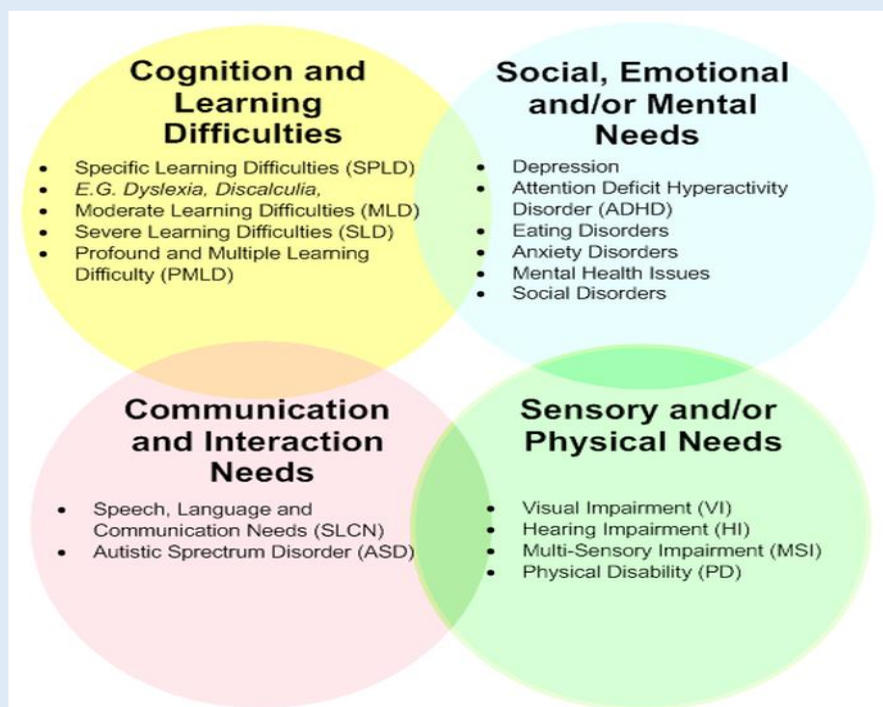 Cognition and
Learning
Difficulties
• Specific Learning Difficulties (SPLD)
• E.G. Dyslexia, Discalculia,
• Moderate Learning Difficulties (MLD)
• Severe Learning Difficulties (SLD)
• Profound and Multiple Learning
Difficulty (PMLD)
Social, Emotional
and/or Mental
Needs
• Depression
• Attention Deficit Hyperactivity
Disorder (ADHD)
• Eating Disorders
• Anxiety Disorders
• Mental Health Issues
• Social Disorders
Communication
and Interaction
Needs
• Speech, Language and
Communication Needs (SLCN)
• Autistic Sprectrum Disorder (ASD)
Sensory and/or
Physical Needs
• Visual Impairment (VI)
• Hearing Impairment (HI)
• Multi-Sensory Impairment (MSI)
• Physical Disability (PD)